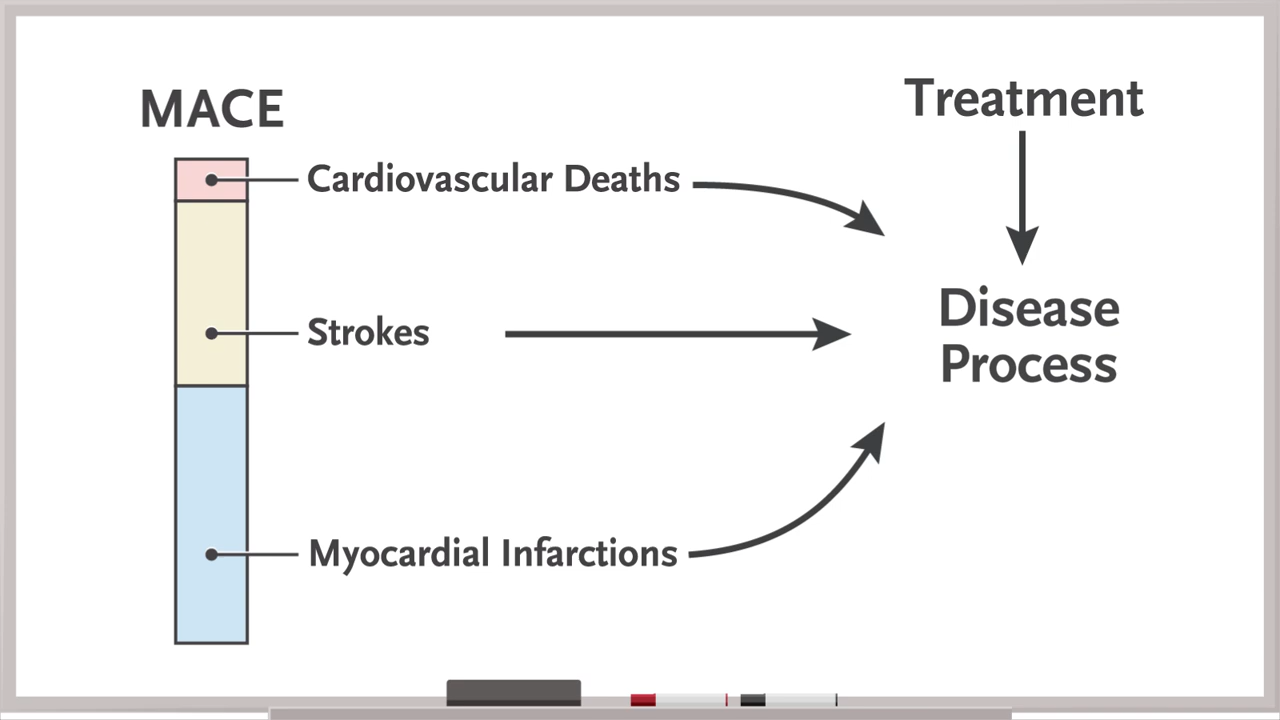 MACE
Cardiovascular Deaths
Strokes
Myocardial Infarctions
Treatment
Disease
Process